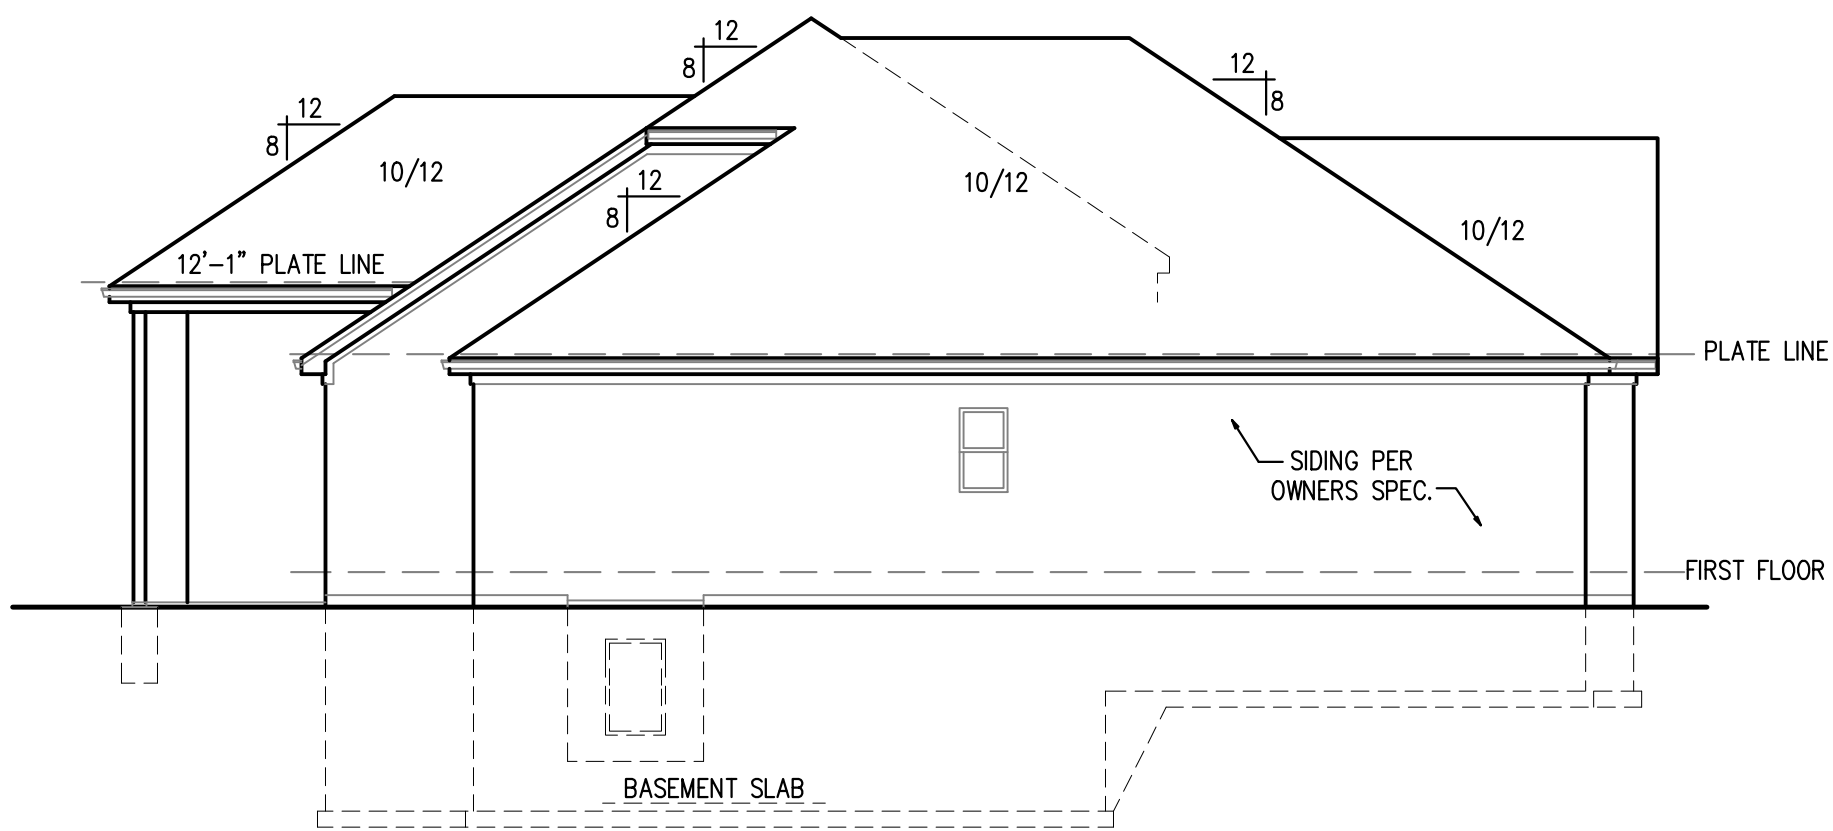 12
8
12
8
12
8
10/12
12
8
10/12
10/12
12'-1" PLATE LINE
PLATE LINE
SIDING PER
OWNERS SPEC.
FIRST FLOOR
BASEMENT SLAB